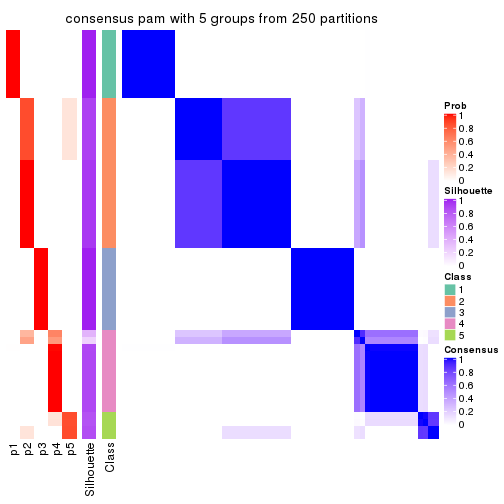 consensus pam with 5 groups from 250 partitions
Prob
1
0.8
0.6
0.4
0.2
0
Silhouette
1
0.8
0.6
0.4
0.2
0
Class
1
2
3
4
5
Consensus
1
0.8
0.6
0.4
0.2
0
p1
p2
p3
p4
p5
Silhouette
Class